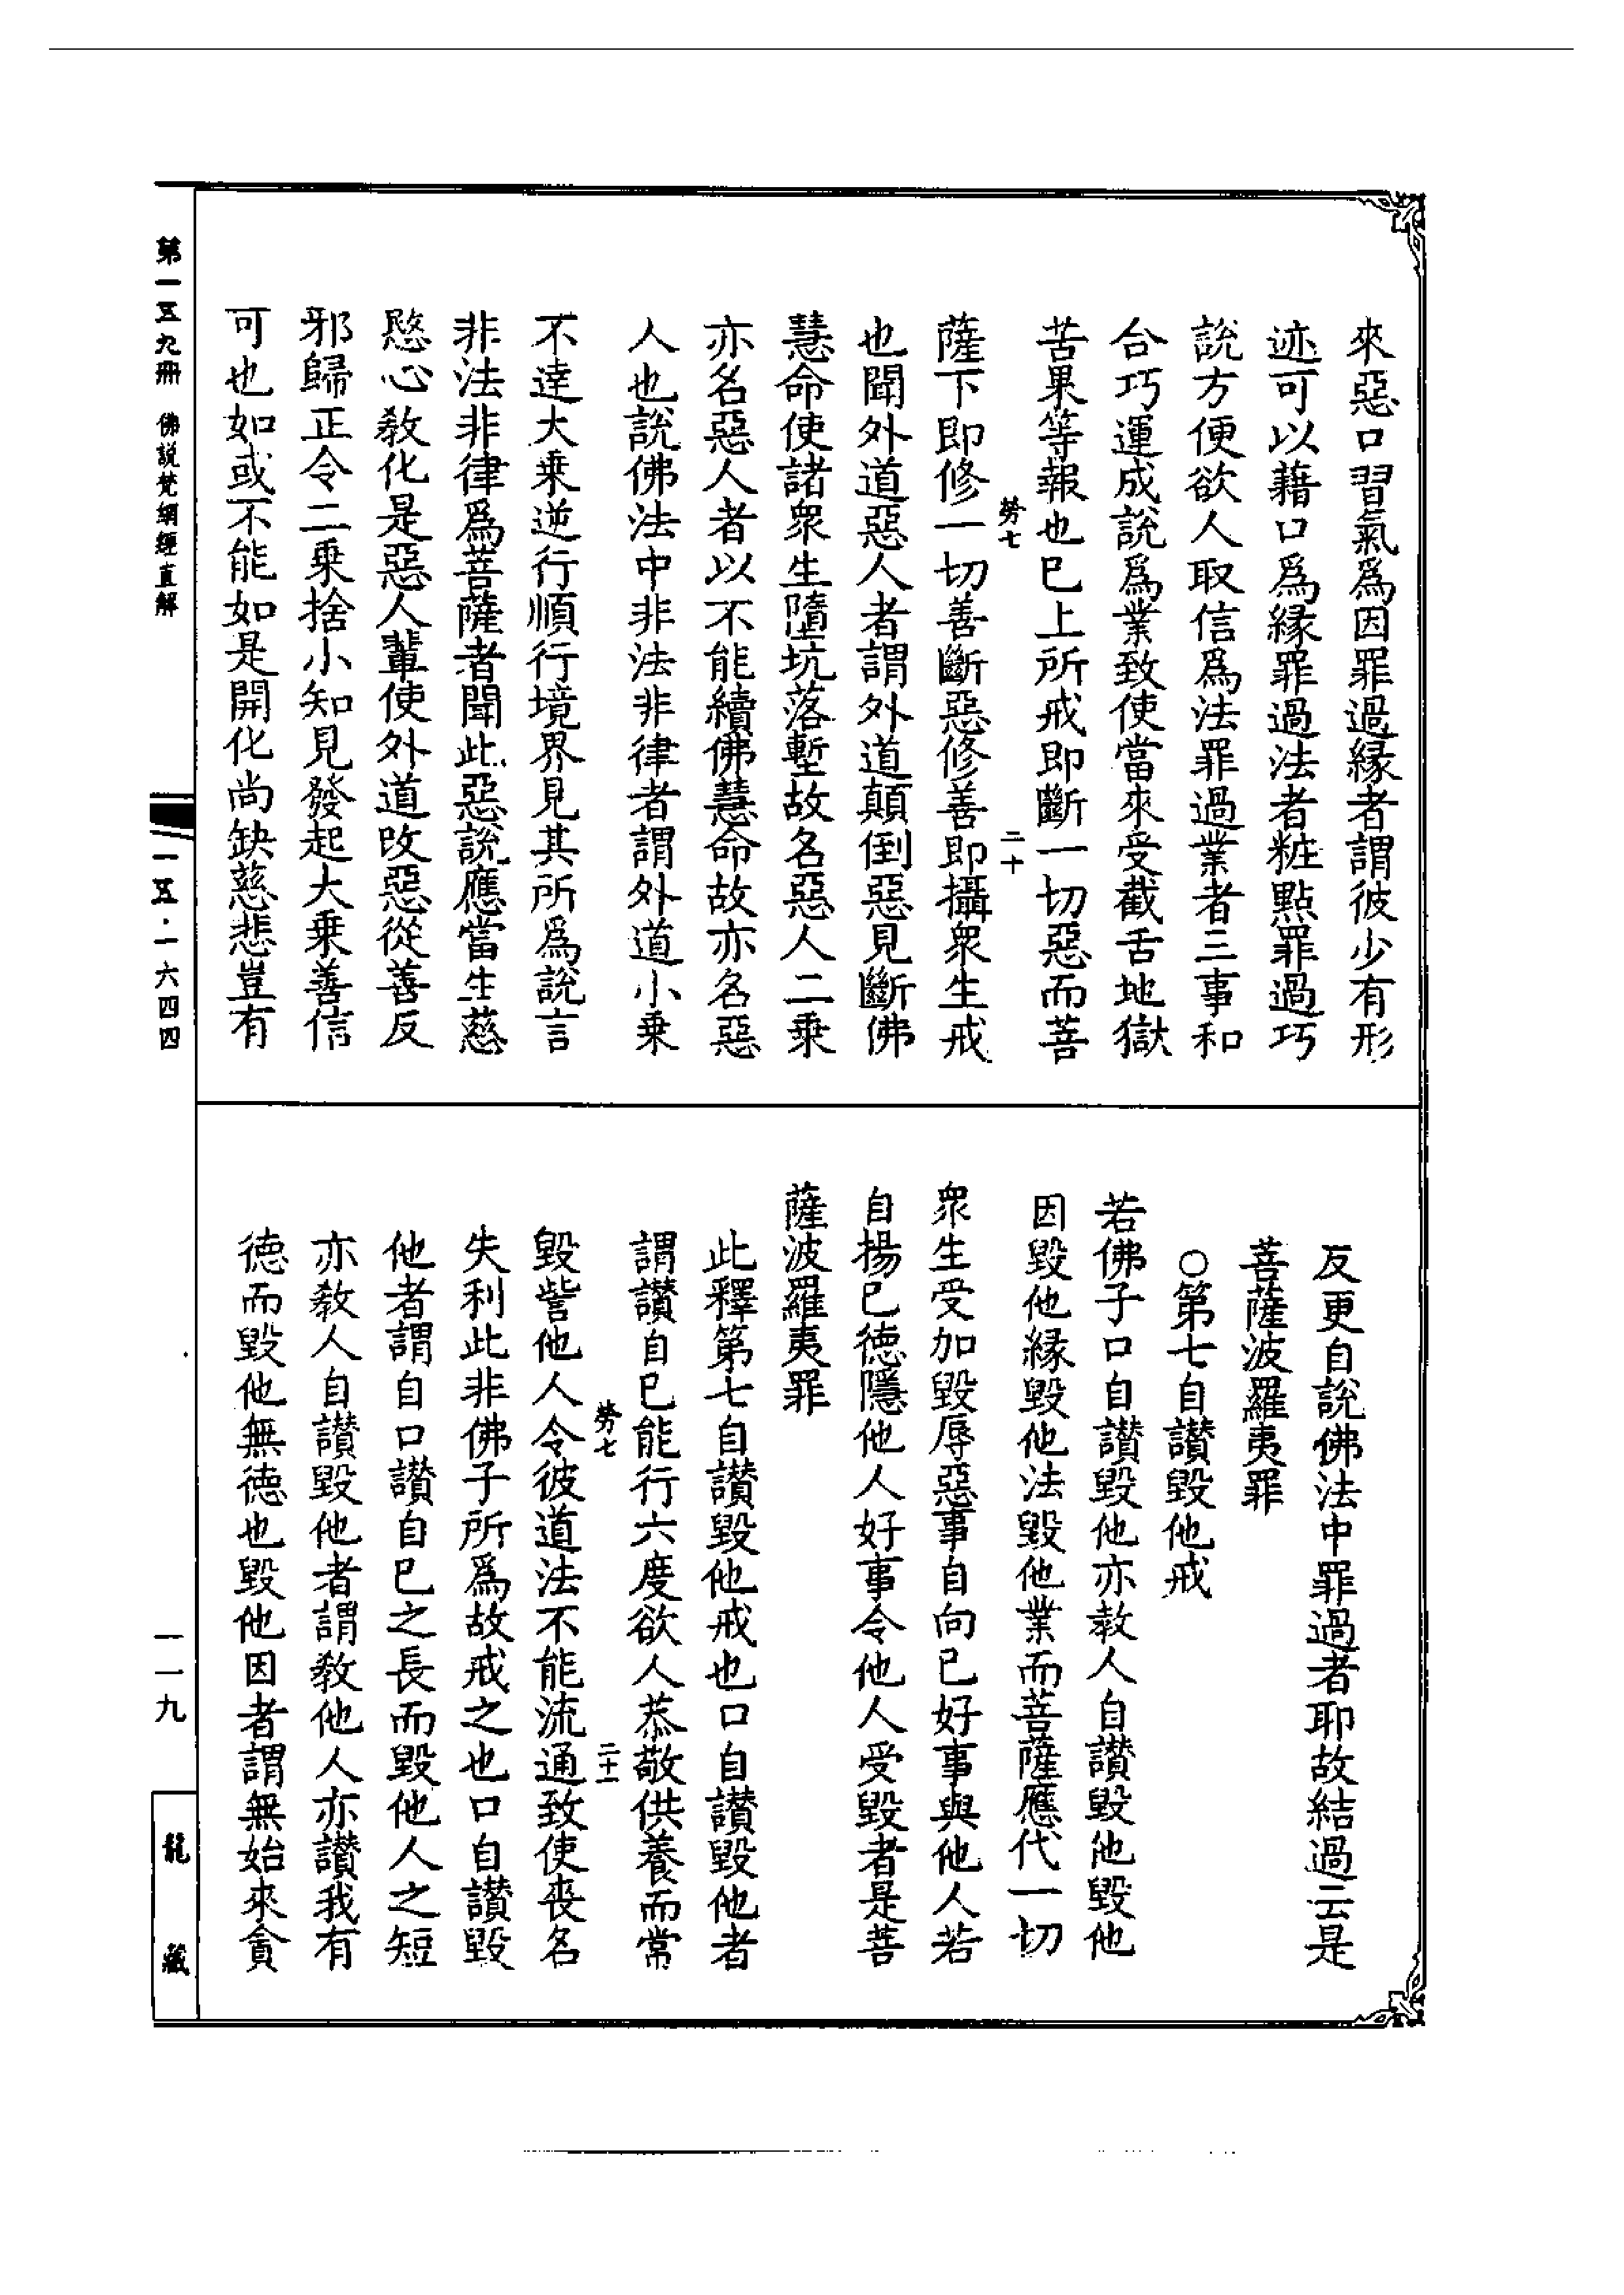 來惡口習氣爲因罪過緣者謂彼少有形
迹可以藉口爲緣罪過法者粧點罪過巧
說方便欲人取信爲法罪過業者三事和
合巧運成說爲業致使當來受截舌地獄
苦果等報也已上所戒即斷一切惡而菩
勞七
二十
薩下即修一切善斷惡修善即攝衆生戒
也聞外道惡人者謂外道顛倒惡見斷佛
慧命使諸衆生墮坑落塹故名惡人二乘
亦名惡人者以不能續佛慧命故亦名惡
人也說佛法中非法非律者謂外道小乘
不達大乘逆行順行境界見其所爲說言
非法非律爲菩薩者聞此惡說應當生慈
愍心教化是惡人輩使外道改惡從善反
邪歸正令二乘捨小知見發起大乘善信
可也如或不能如是開化尚缺慈悲豈有
反更自說佛法中罪過者耶故結過云是
菩薩波羅夷罪
○第七自讚毀他戒
若佛子口自讚毀他亦教人自讚毀他毀他
因毀他緣毀他法毀他業而菩薩應代一切
衆生受加毀辱惡事自向已好事與他人若
自揚已德隱他人好事令他人受毀者是菩
薩波羅夷罪
此釋第七自讚毀他戒也口自讚毀他者
謂讚自已能行六度欲人恭敬供養而常
勞七
二十一
毀訾他人令彼道法不能流通致使喪名
失利此非佛子所爲故戒之也口自讚毀
他者謂自口讚自已之長而毀他人之短
亦教人自讚毀他者謂教他人亦讚我有
德而毀他無德也毀他因者謂無始來貪
第一五九冊 佛說梵網經直解
一五·一六四四
一一九
龍藏